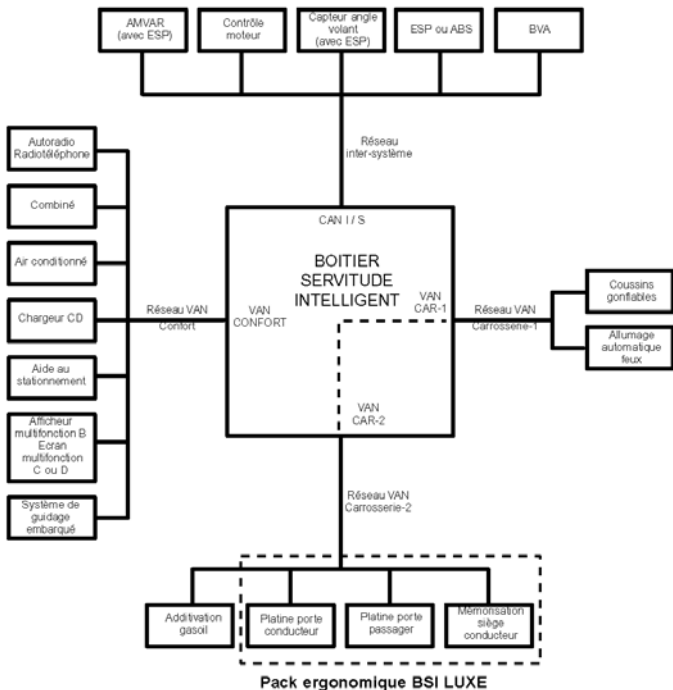 AMVAR
(avec ESP)
Contrôle
moteur
Capteur angle
volant
(avec ESP)
ESP ou ABS
BVA
Réseau
inter-système
Autoradio
Radiotéléphone
Combiné
Air conditionné
Chargeur CD
Aide au
stationnement
Afficheur
multifonction B
Ecran
multifonction
C ou D
Système de
guidage
embarqué
Réseau VAN
Confort
CAN I / S
BOITIER
SERVITUDE
INTELLIGENT
VAN
CONFORT
VAN
CAR-1
VAN
CAR-2
Réseau VAN
Carrosserie-1
Coussins
gonflables
Allumage
automatique
feux
Réseau VAN
Carrosserie-2
Additivation
gasoil
Platine porte
conducteur
Platine porte
passager
Mémorisation
siège
conducteur
Pack ergonomique BSI LUXE